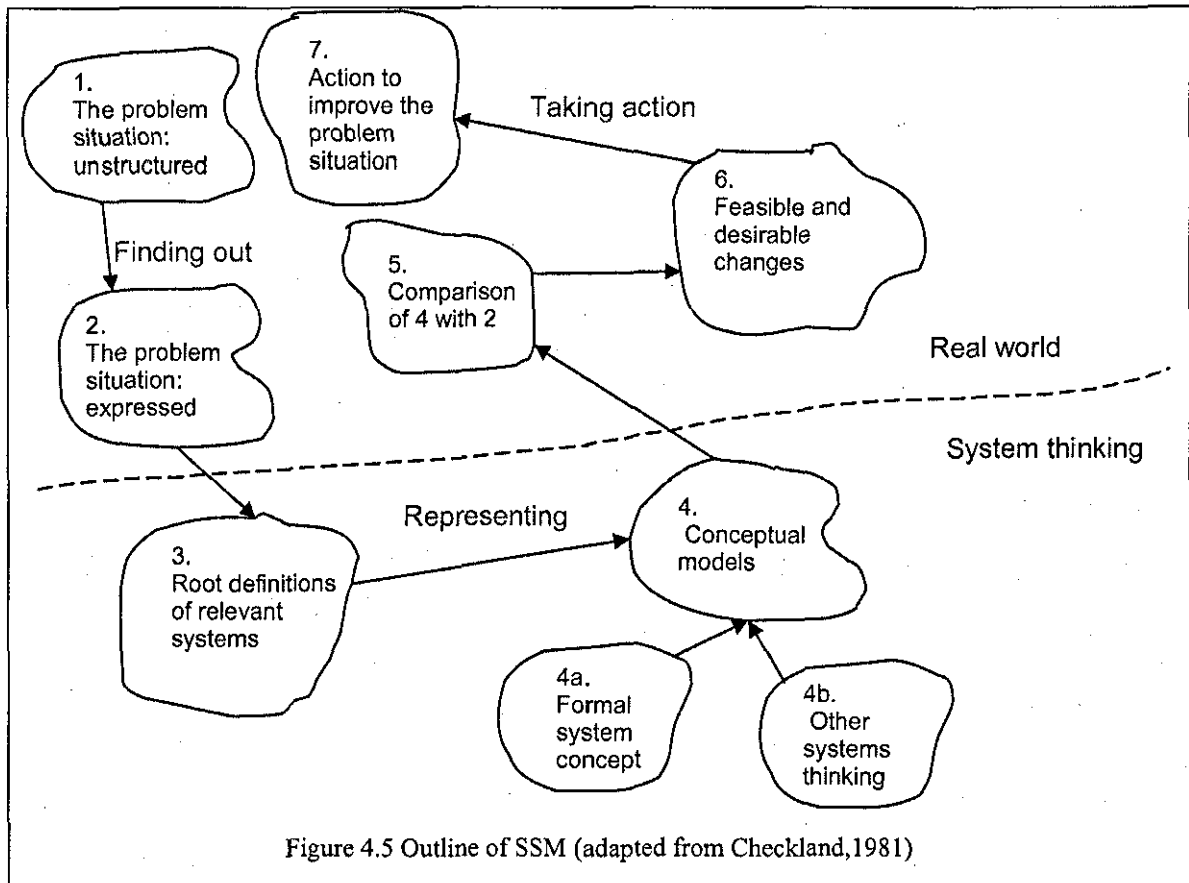 1.
The problem
situation:
unstructured
Finding out
2.
The problem
situation:
expressed
3.
Root definitions
of relevant
systems
Representing
4.
Conceptual
models
4a.
Formal
system
concept
4b.
Other
systems
thinking
5.
Comparison
of 4 with 2
6.
Feasible and
desirable
changes
Taking action
7.
Action to
improve the
problem
situation
Real world
System thinking
Figure 4.5 Outline of SSM (adapted from Checkland,1981)